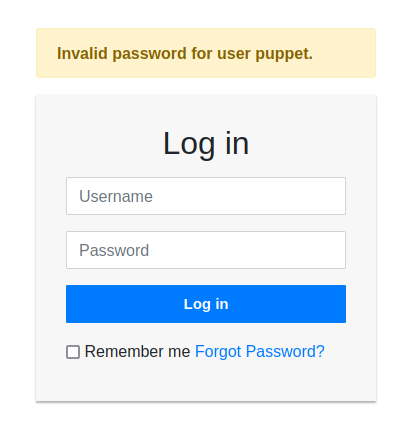 Invalid password for user puppet.
Log in
Username
Password
Log in
Remember me Forgot Password?